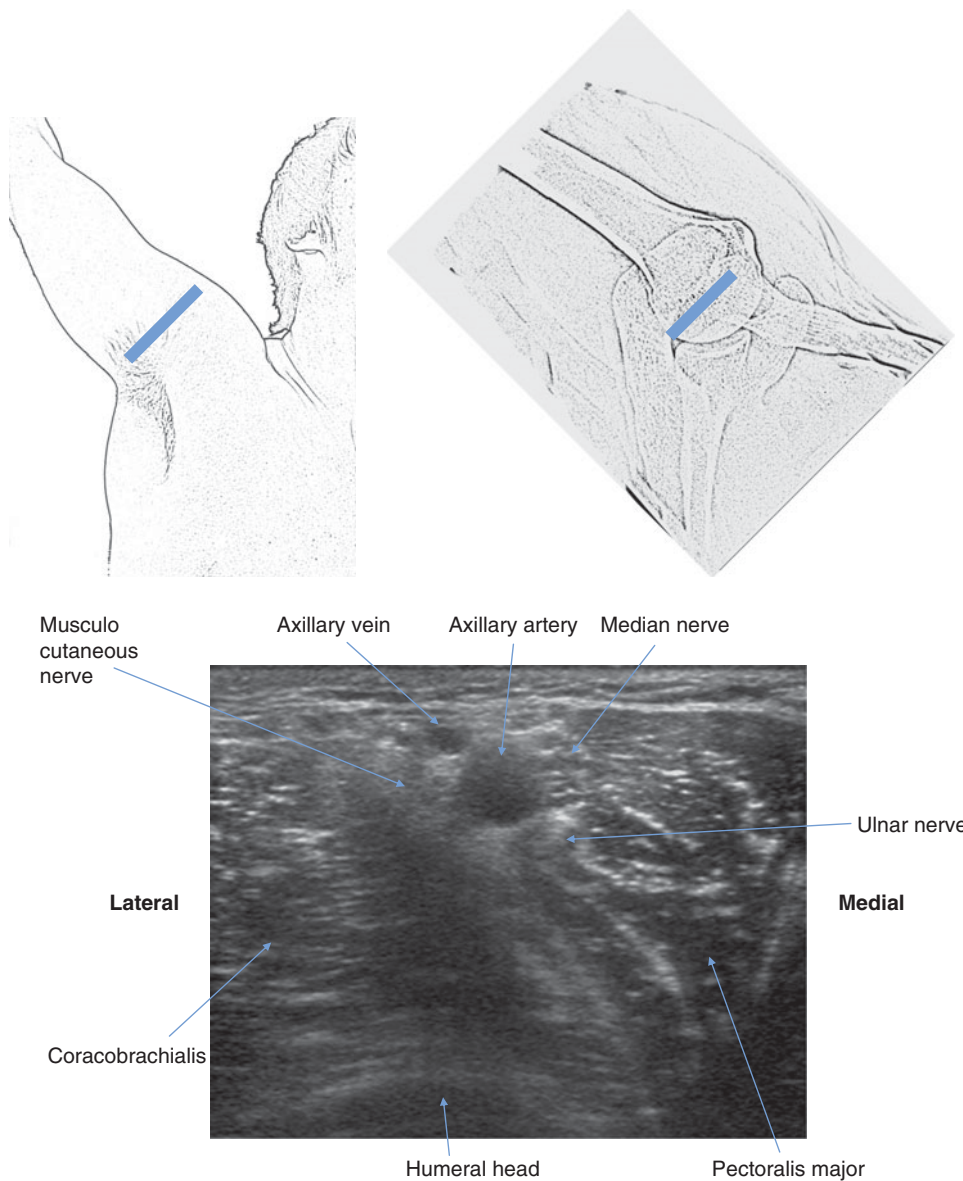 Musculo
cutaneous
nerve
Axillary vein
Axillary artery
Median nerve
Ulnar nerve
Lateral
Medial
Coracobrachialis
Humeral head
Pectoralis major